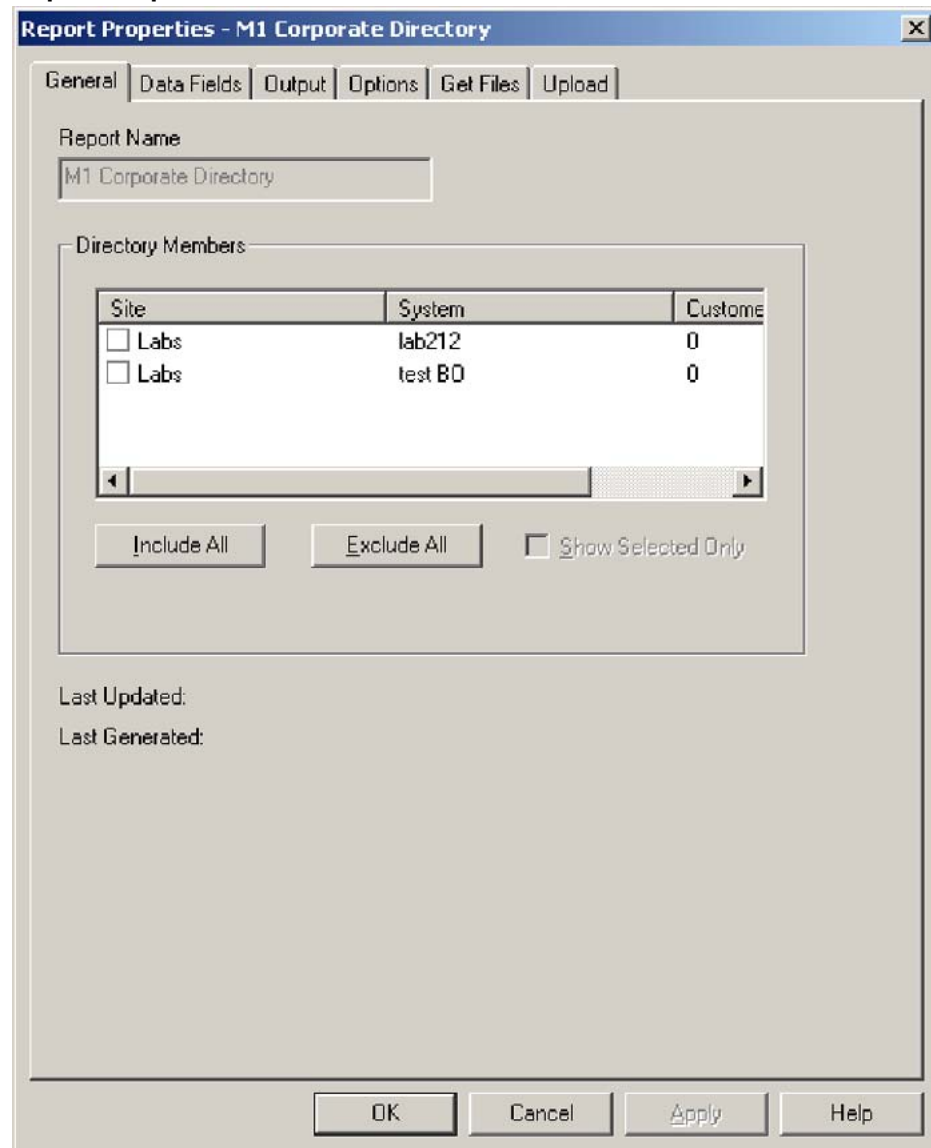 Report Properties - M1 Corporate Directory
General Data Fields Output Options Get Files Upload
Report Name
M1 Corporate Directory
Directory Members
Site System Custome
Labs lab212 0
Labs test BO 0
Include All Exclude All Show Selected Only
Last Updated:
Last Generated:
OK Cancel Apply Help